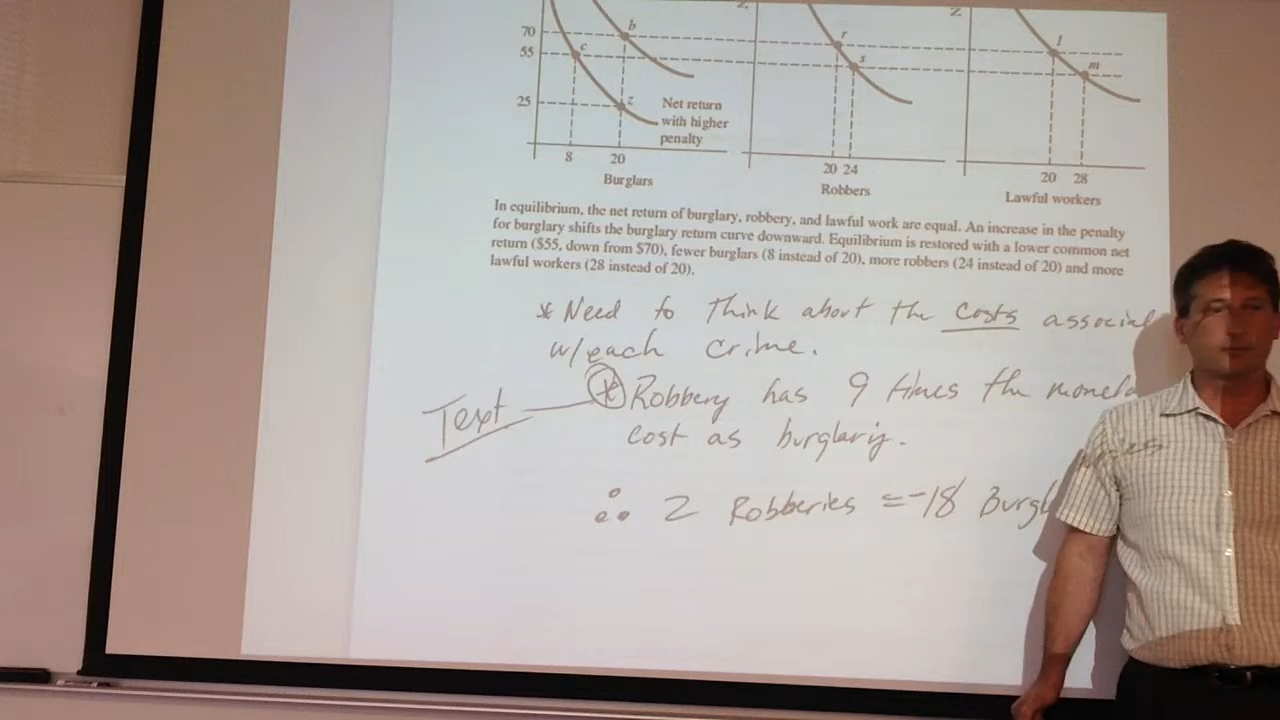 Z
Z
70
b
55
c
25
z
Net return
with higher
penalty
8 20
Burglars
r
s
20 24
Robbers
l
m
20 28
Lawful workers
In equilibrium, the net return of burglary, robbery, and lawful work are equal. An increase in the penalty
for burglary shifts the burglary return curve downward. Equilibrium is restored with a lower common net
return ($55, down from $70), fewer burglars (8 instead of 20), more robbers (24 instead of 20) and more
lawful workers (28 instead of 20).
* Need to Think about the Costs associa
w/each crime.
Text * Robbery has 9 times the moneta
cost as burglary.
∴ 2 Robberies = -18 Burgl